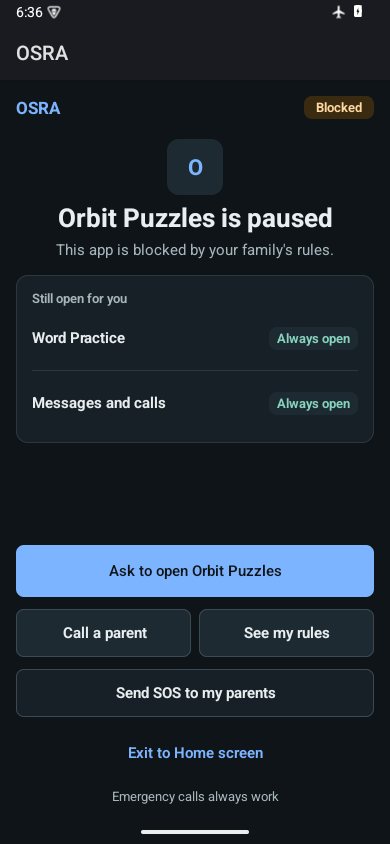 6:36
OSRA
OSRA
Blocked
O
Orbit Puzzles is paused
This app is blocked by your family's rules.
Still open for you
Word Practice
Always open
Messages and calls
Always open
Ask to open Orbit Puzzles
Call a parent
See my rules
Send SOS to my parents
Exit to Home screen
Emergency calls always work